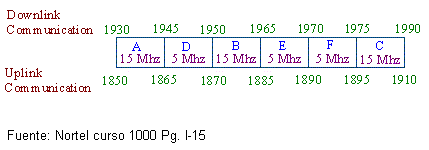 Downlink
Communication
1930 1945 1950 1965 1970 1975 1990
A D B E F C
15 Mhz 5 Mhz 15 Mhz 5 Mhz 5 Mhz 15 Mhz
Uplink
Communication
1850 1865 1870 1885 1890 1895 1910
Fuente: Nortel curso 1000 Pg. I-15